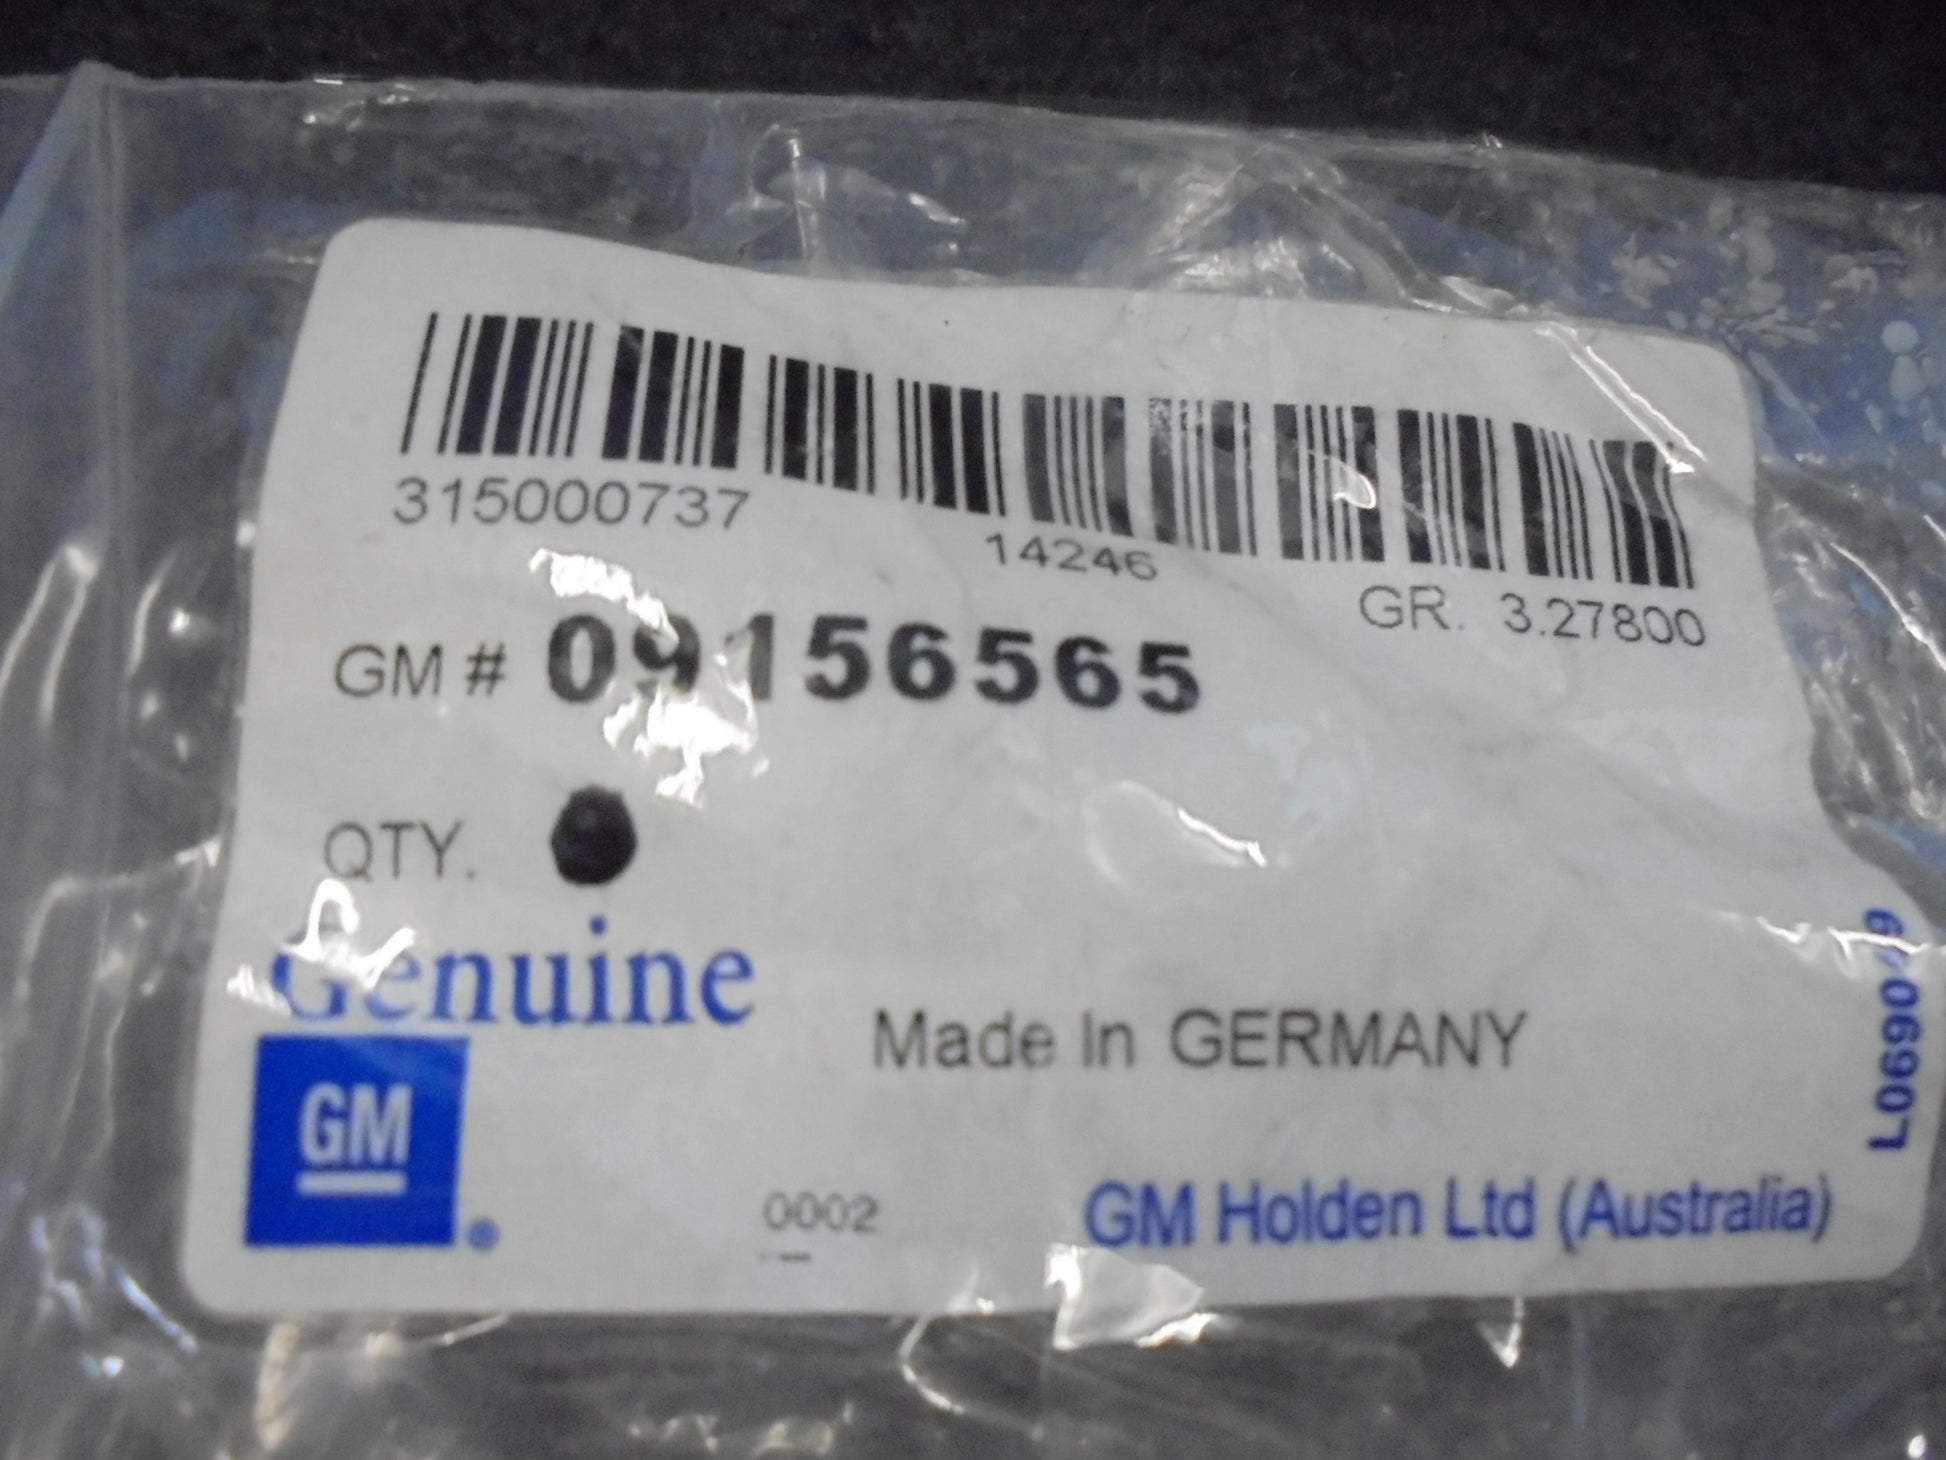 315000737
14246
GR. 3.27800
GM # 09156565
QTY.
Genuine
GM
®
Made In GERMANY
0002
GM Holden Ltd (Australia)